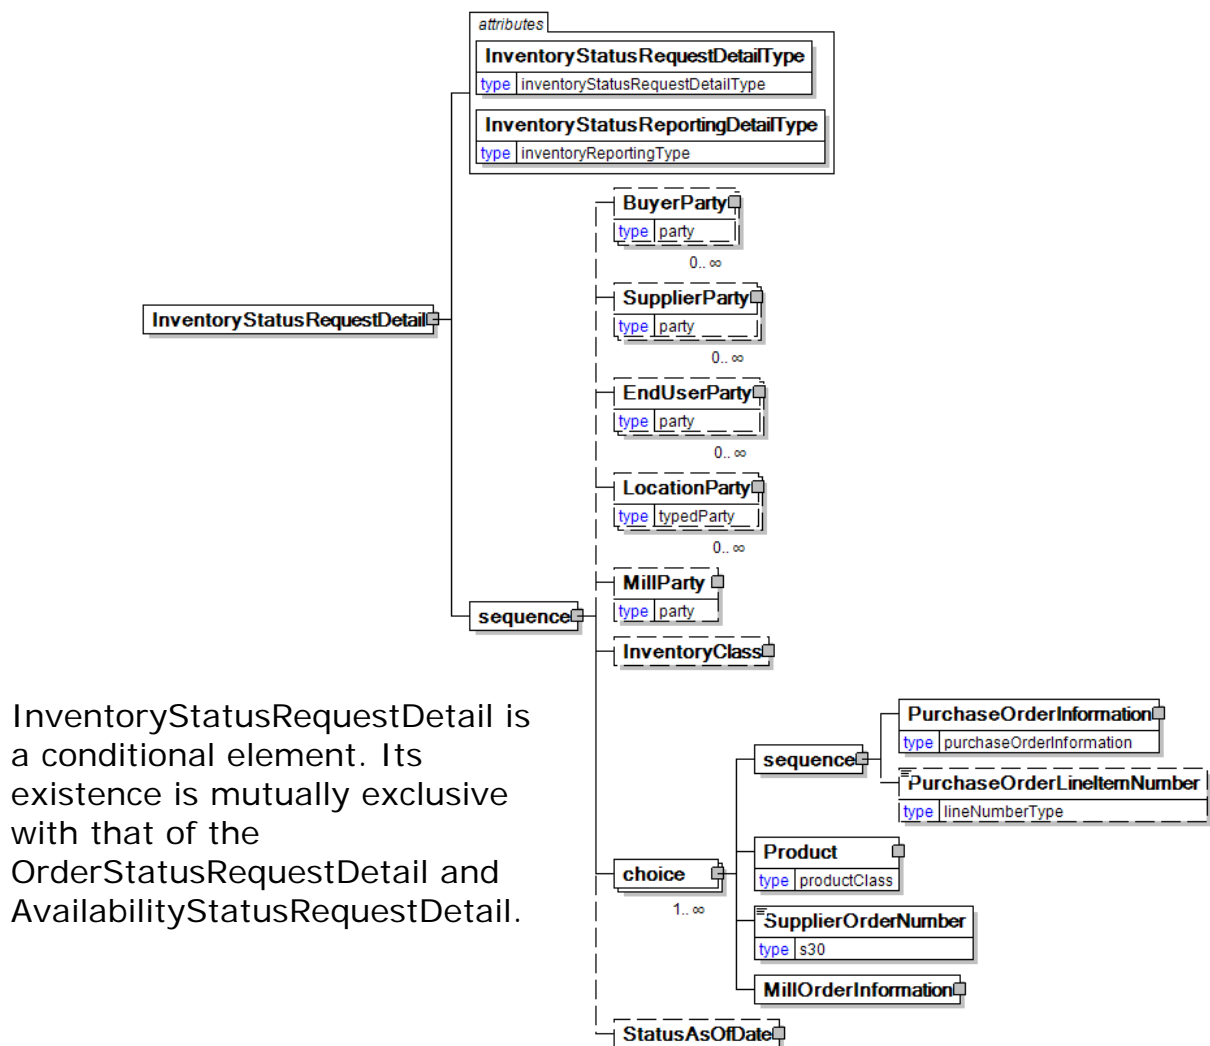 attributes
InventoryStatusRequestDetailType
type inventoryStatusRequestDetailType
InventoryStatusReportingDetailType
type inventoryReportingType
BuyerParty
type party
0.. ∞
SupplierParty
type party
0.. ∞
InventoryStatusRequestDetail
EndUserParty
type party
0.. ∞
LocationParty
type typedParty
0.. ∞
MillParty
type party
sequence
InventoryClass
InventoryStatusRequestDetail is
a conditional element. Its
existence is mutually exclusive
with that of the
OrderStatusRequestDetail and
AvailabilityStatusRequestDetail.
PurchaseOrderInformation
type purchaseOrderInformation
sequence
PurchaseOrderLineItemNumber
type lineNumberType
choice
1.. ∞
Product
type productClass
SupplierOrderNumber
type s30
MillOrderInformation
StatusAsOfDate